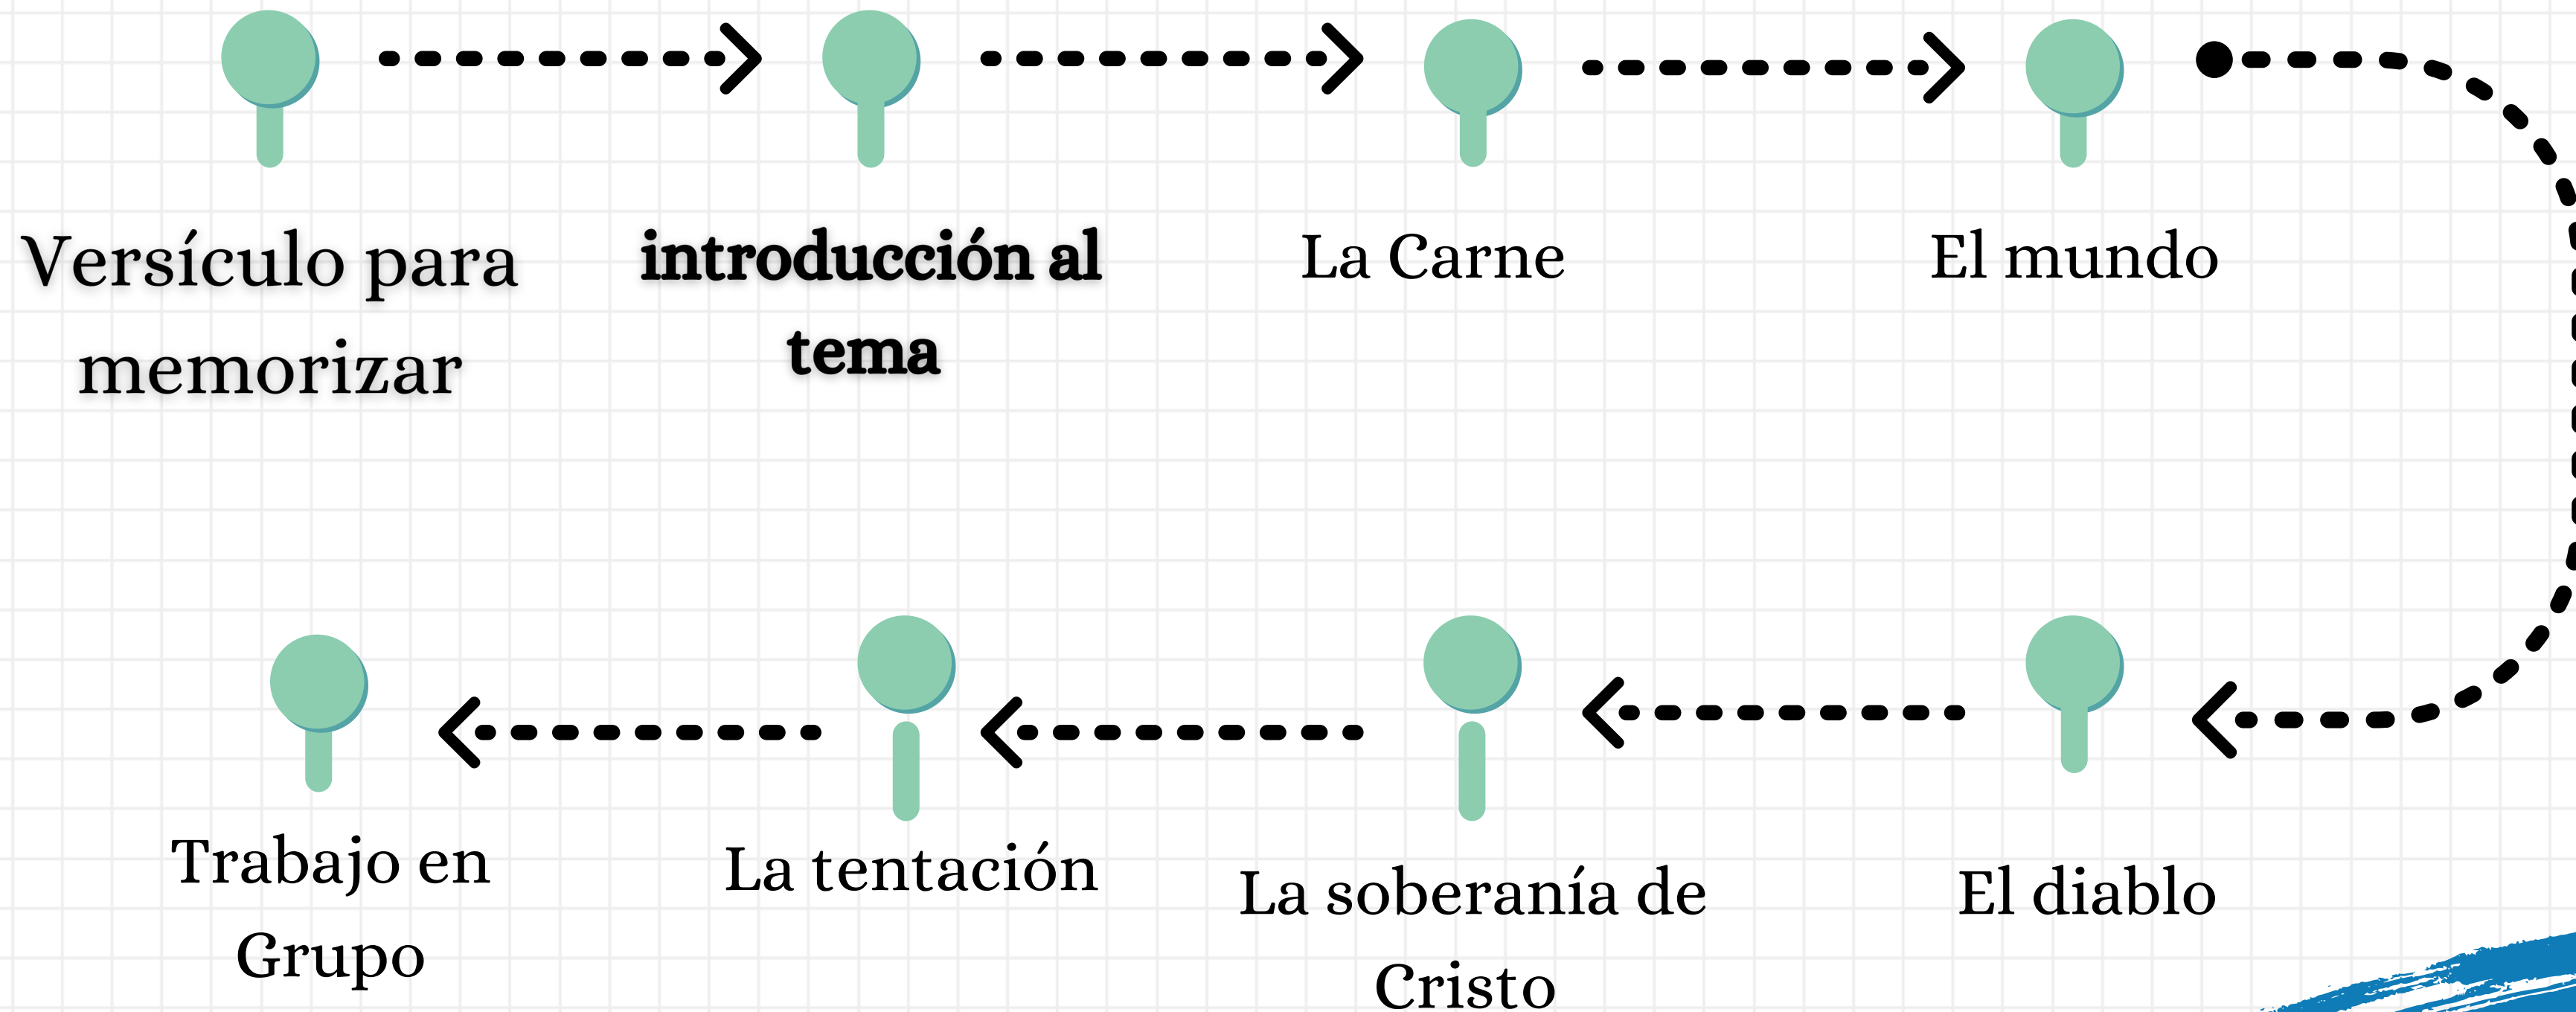 Versículo para
memorizar
introducción al
tema
La Carne
El mundo
El diablo
La soberanía de
Cristo
La tentación
Trabajo en
Grupo